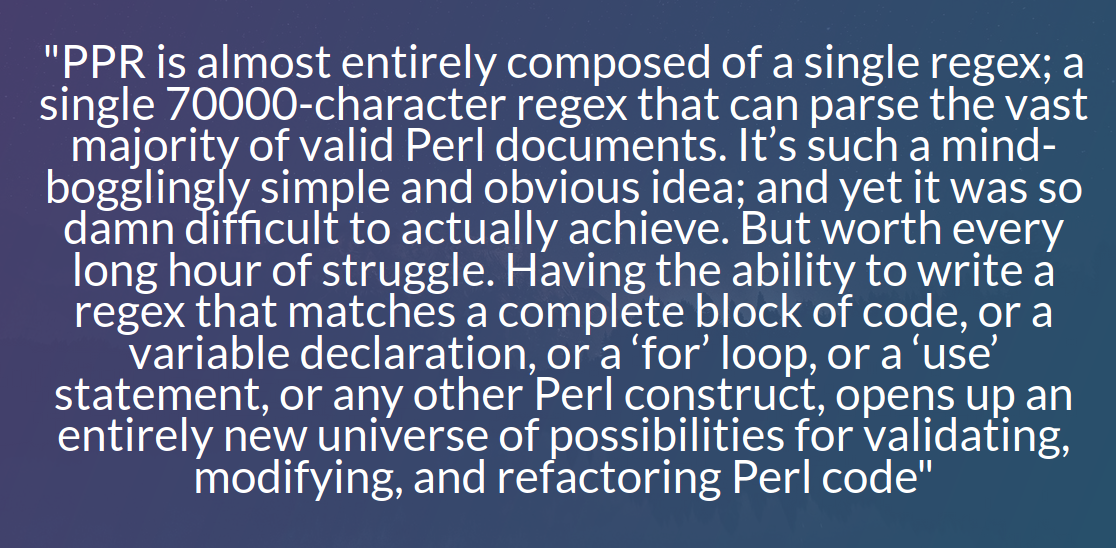 "PPR is almost entirely composed of a single regex; a
single 70000-character regex that can parse the vast
majority of valid Perl documents. It’s such a mind-
bogglingly simple and obvious idea; and yet it was so
damn difficult to actually achieve. But worth every
long hour of struggle. Having the ability to write a
regex that matches a complete block of code, or a
variable declaration, or a ‘for’ loop, or a ‘use’
statement, or any other Perl construct, opens up an
entirely new universe of possibilities for validating,
modifying, and refactoring Perl code"